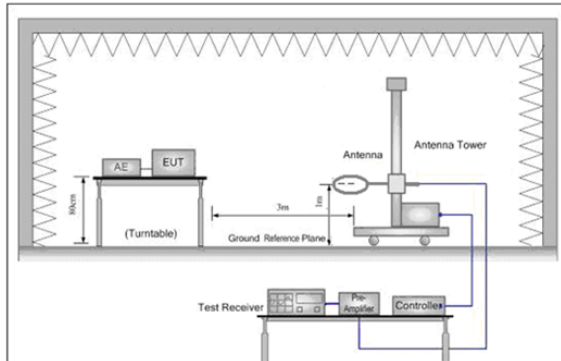 Antenna Tower
Antenna
EUT
AE
80cm
3m
1m
(Turntable)
Ground Reference Plane
Test Receiver
Pre-
Amplifier
Controller